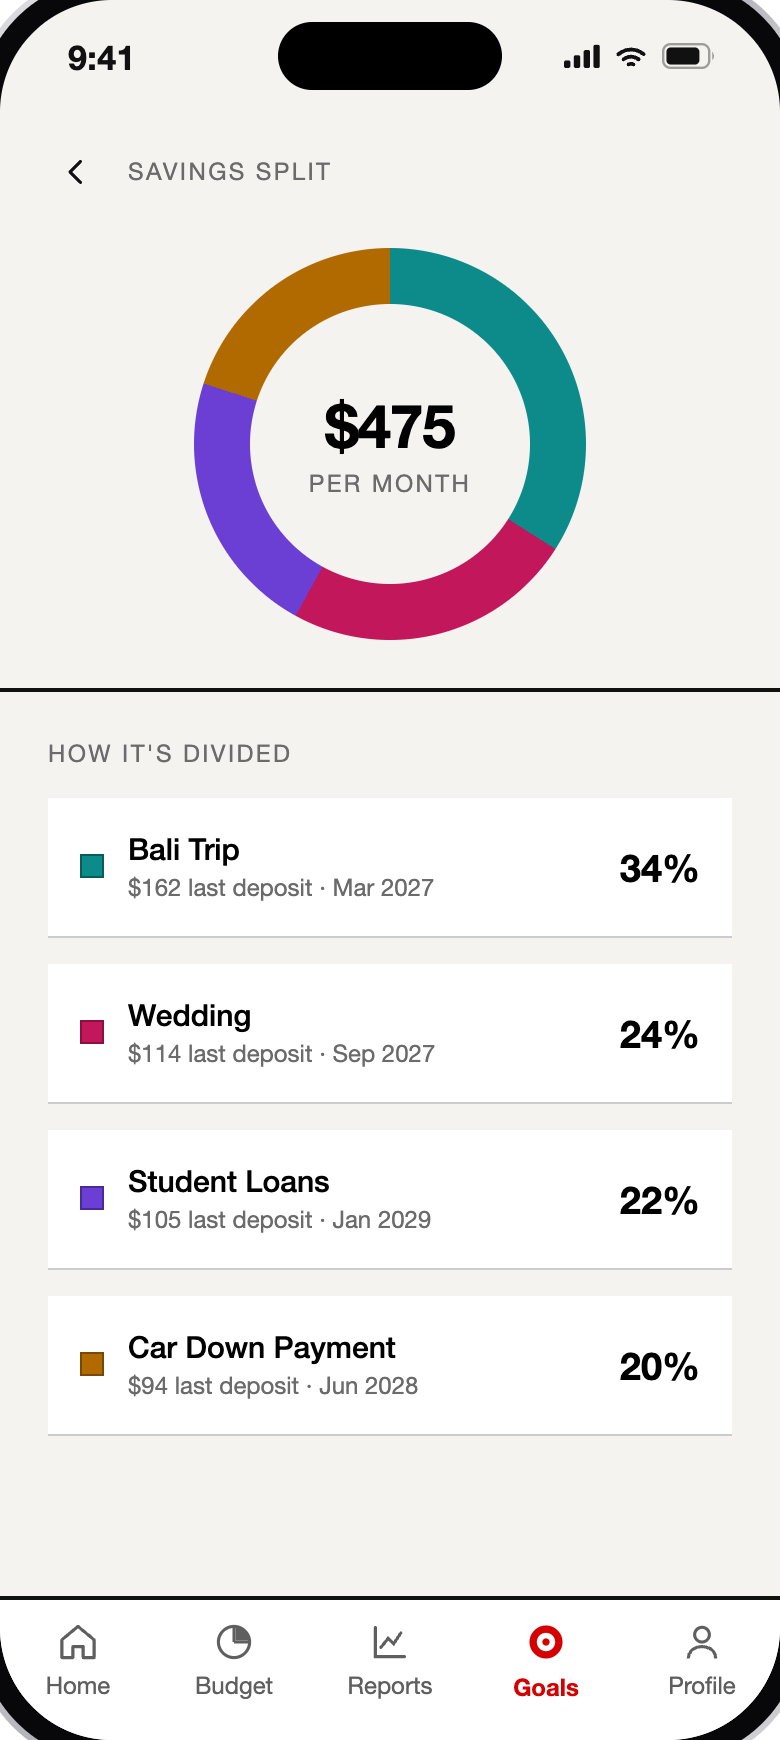 9:41
SAVINGS SPLIT
$475
PER MONTH
HOW IT'S DIVIDED
Bali Trip
$162 last deposit · Mar 2027
34%
Wedding
$114 last deposit · Sep 2027
24%
Student Loans
$105 last deposit · Jan 2029
22%
Car Down Payment
$94 last deposit · Jun 2028
20%
Home
Budget
Reports
Goals
Profile